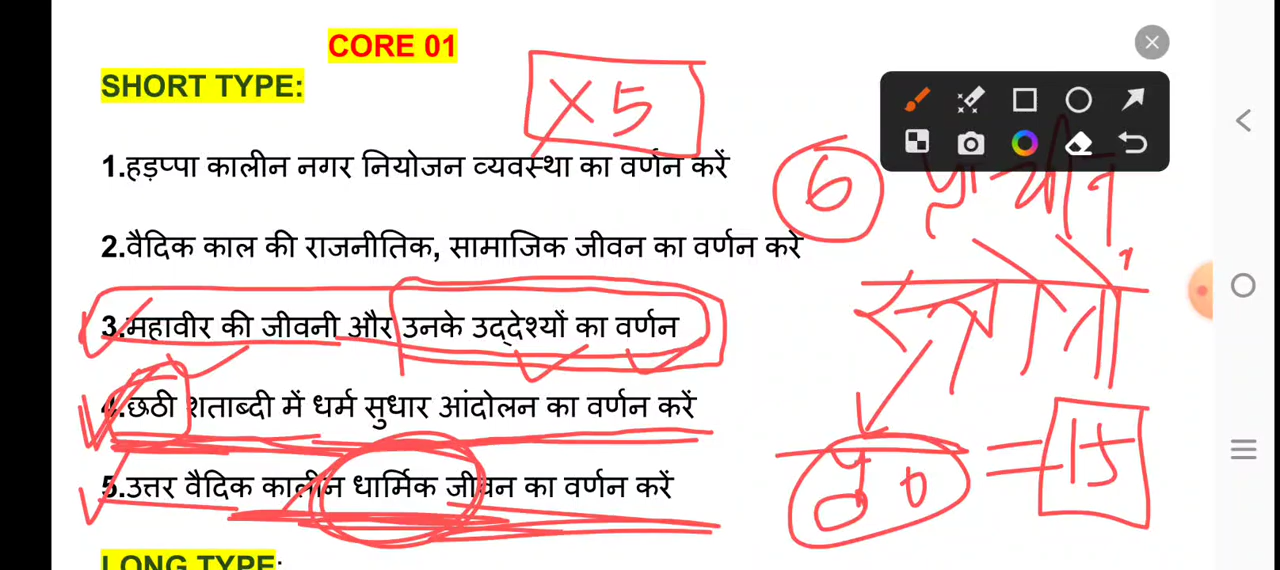 CORE 01
SHORT TYPE:
X 5
1.हड़प्पा कालीन नगर नियोजन व्यवस्था का वर्णन करें
6
2.वैदिक काल की राजनीतिक, सामाजिक जीवन का वर्णन करें
3.महावीर की जीवनी और उनके उद्देश्यों का वर्णन
4.छठी शताब्दी में धर्म सुधार आंदोलन का वर्णन करें
= 15
5.उत्तर वैदिक कालीन धार्मिक जीवन का वर्णन करें
LONG TYPE: